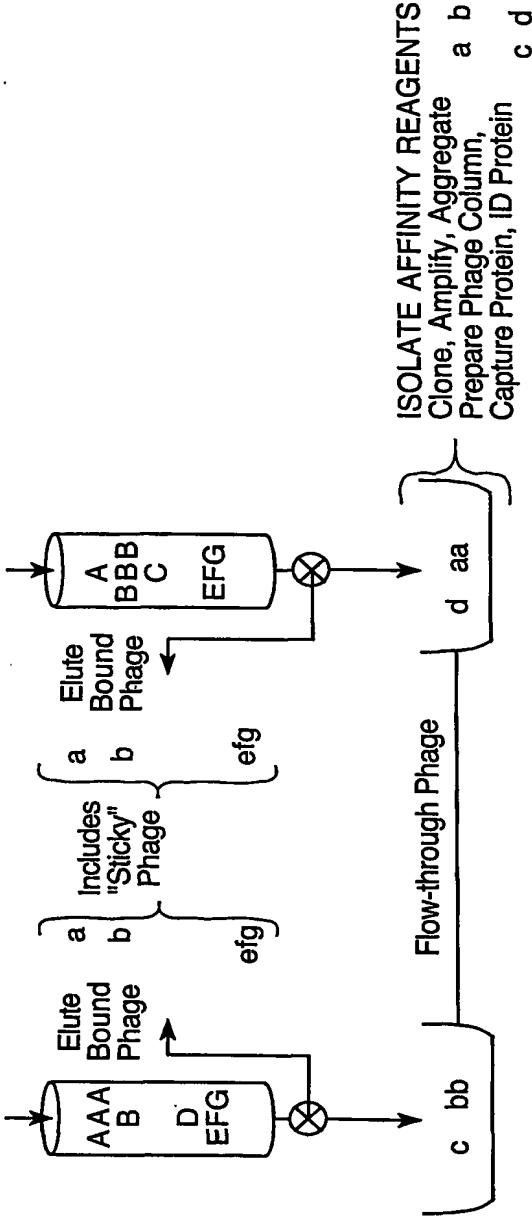 AAA
B
D
EFG
Elute
Bound
Phage
a
b
efg
Includes
"Sticky"
Phage
a
b
efg
Elute
Bound
Phage
A
BBB
C
EFG
c bb
Flow-through Phage
d aa
ISOLATE AFFINITY REAGENTS
Clone, Amplify, Aggregate a b
Prepare Phage Column,
Capture Protein, ID Protein c d